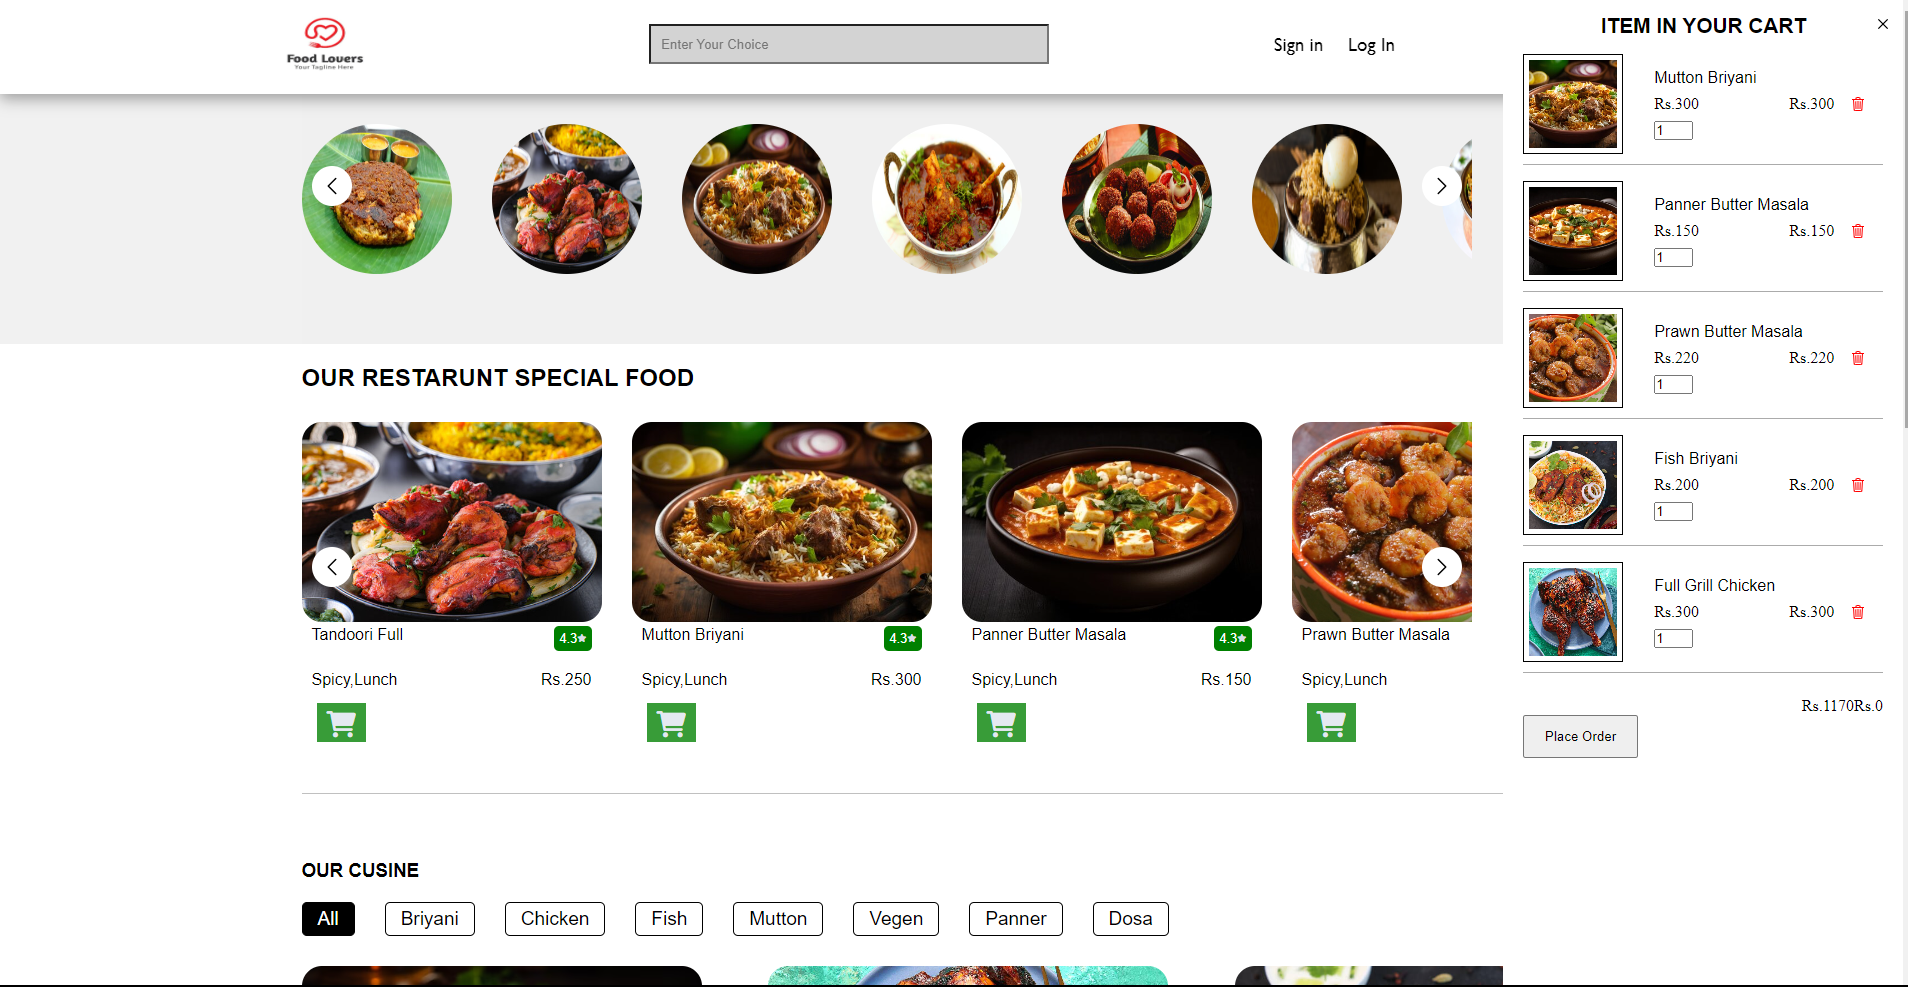 Food Lovers
Your Tagline Here
Enter Your Choice
Sign in
Log In
OUR RESTARUNT SPECIAL FOOD
Tandoori Full
4.3
Spicy,Lunch
Rs.250
Mutton Briyani
4.3
Spicy,Lunch
Rs.300
Panner Butter Masala
4.3
Spicy,Lunch
Rs.150
Prawn Butter Masala
Spicy,Lunch
OUR CUSINE
All
Briyani
Chicken
Fish
Mutton
Vegen
Panner
Dosa
ITEM IN YOUR CART
Mutton Briyani
Rs.300
Rs.300
1
Panner Butter Masala
Rs.150
Rs.150
1
Prawn Butter Masala
Rs.220
Rs.220
1
Fish Briyani
Rs.200
Rs.200
1
Full Grill Chicken
Rs.300
Rs.300
1
Rs.1170Rs.0
Place Order